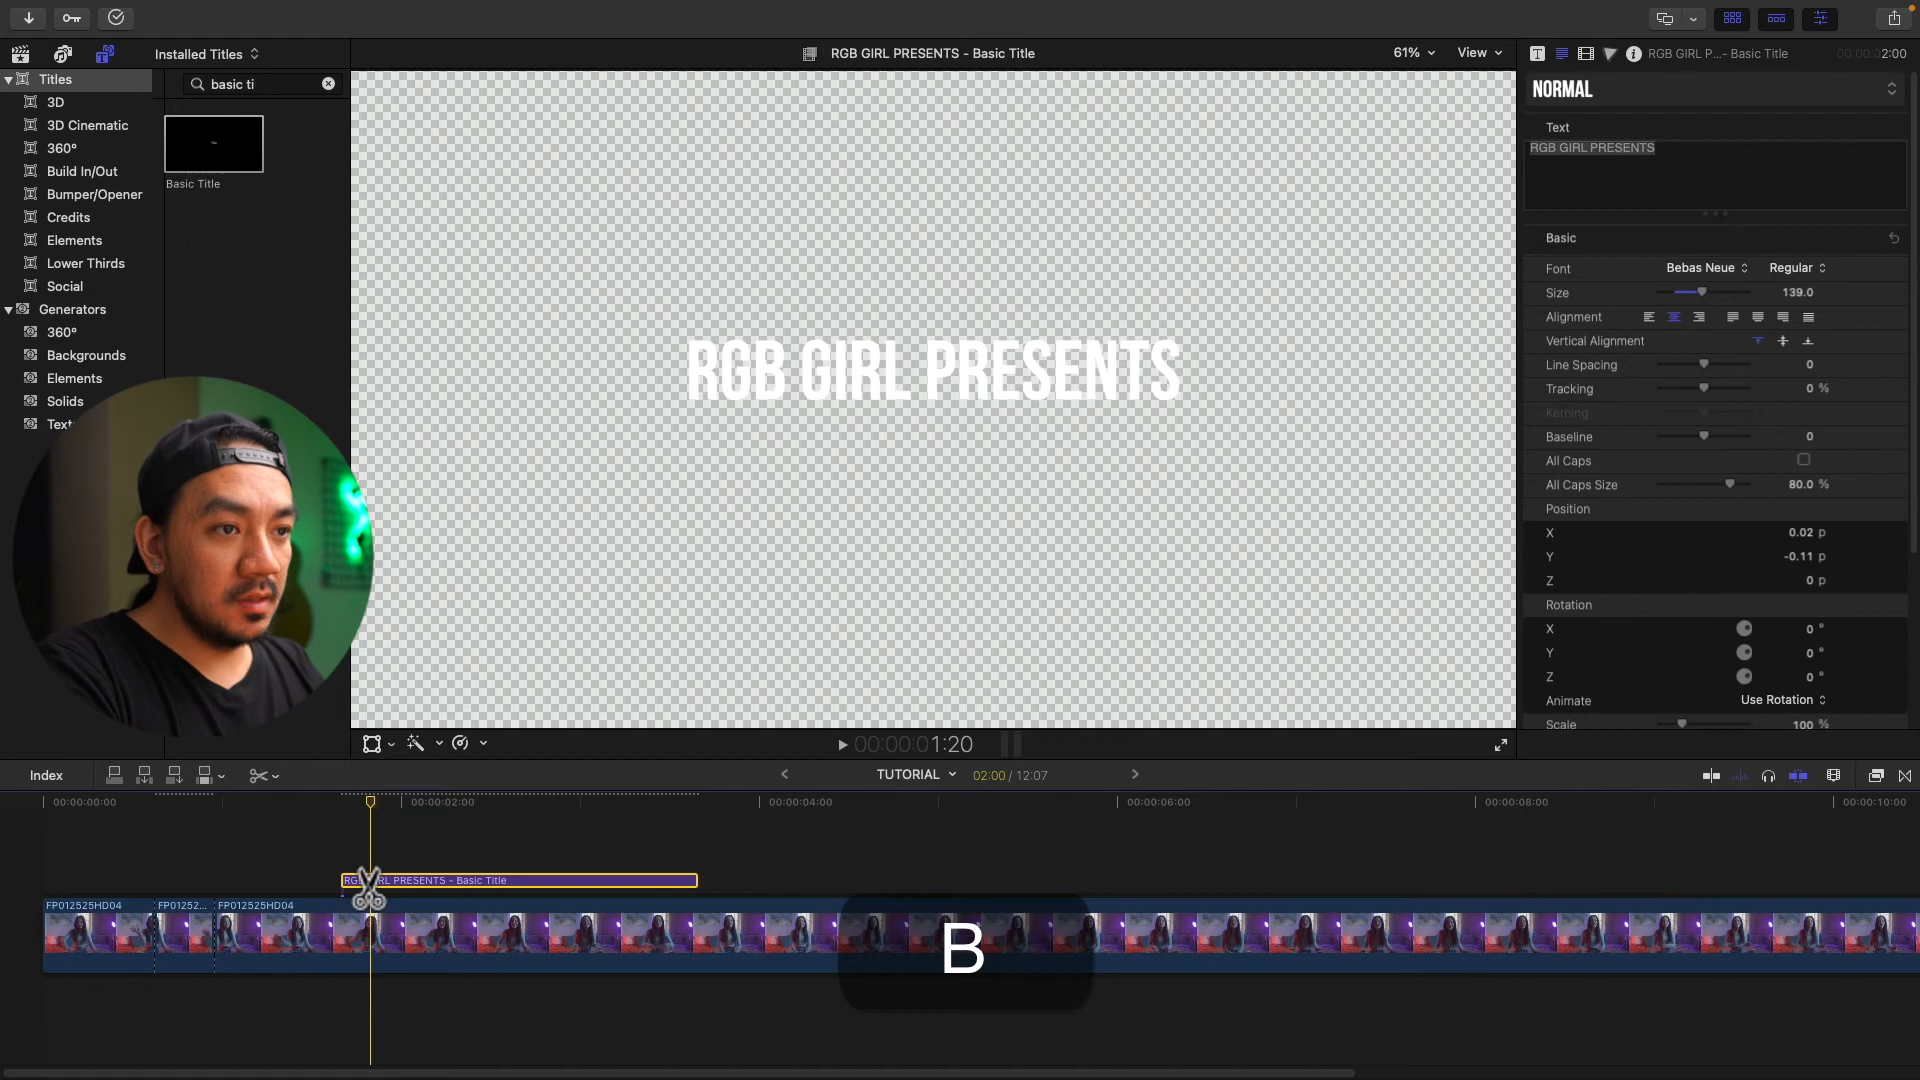 Installed Titles
RGB GIRL PRESENTS - Basic Title
61%
View
RGB GIRL P...- Basic Title
00:00:02:00
Titles
3D
3D Cinematic
360°
Build In/Out
Bumper/Opener
Credits
Elements
Lower Thirds
Social
Generators
360°
Backgrounds
Elements
Solids
basic ti
Basic Title
RGB GIRL PRESENTS
NORMAL
Text
RGB GIRL PRESENTS
Basic
Font Bebas Neue Regular
Size 139.0
Alignment
Vertical Alignment
Line Spacing 0
Tracking 0 %
Kerning
Baseline 0
All Caps
All Caps Size 80.0 %
Position
X 0.02 p
Y -0.11 p
Z 0 p
Rotation
X 0 °
Y 0 °
Z 0 °
Animate Use Rotation
Scale 100 %
00:00:01:20
Index
TUTORIAL
02:00 / 12:07
00:00:00:00
00:00:02:00
00:00:04:00
00:00:06:00
00:00:08:00
00:00:10:00
PRESENTS - Basic Title
FP012525HD04
FP01252...
FP012525HD04
B